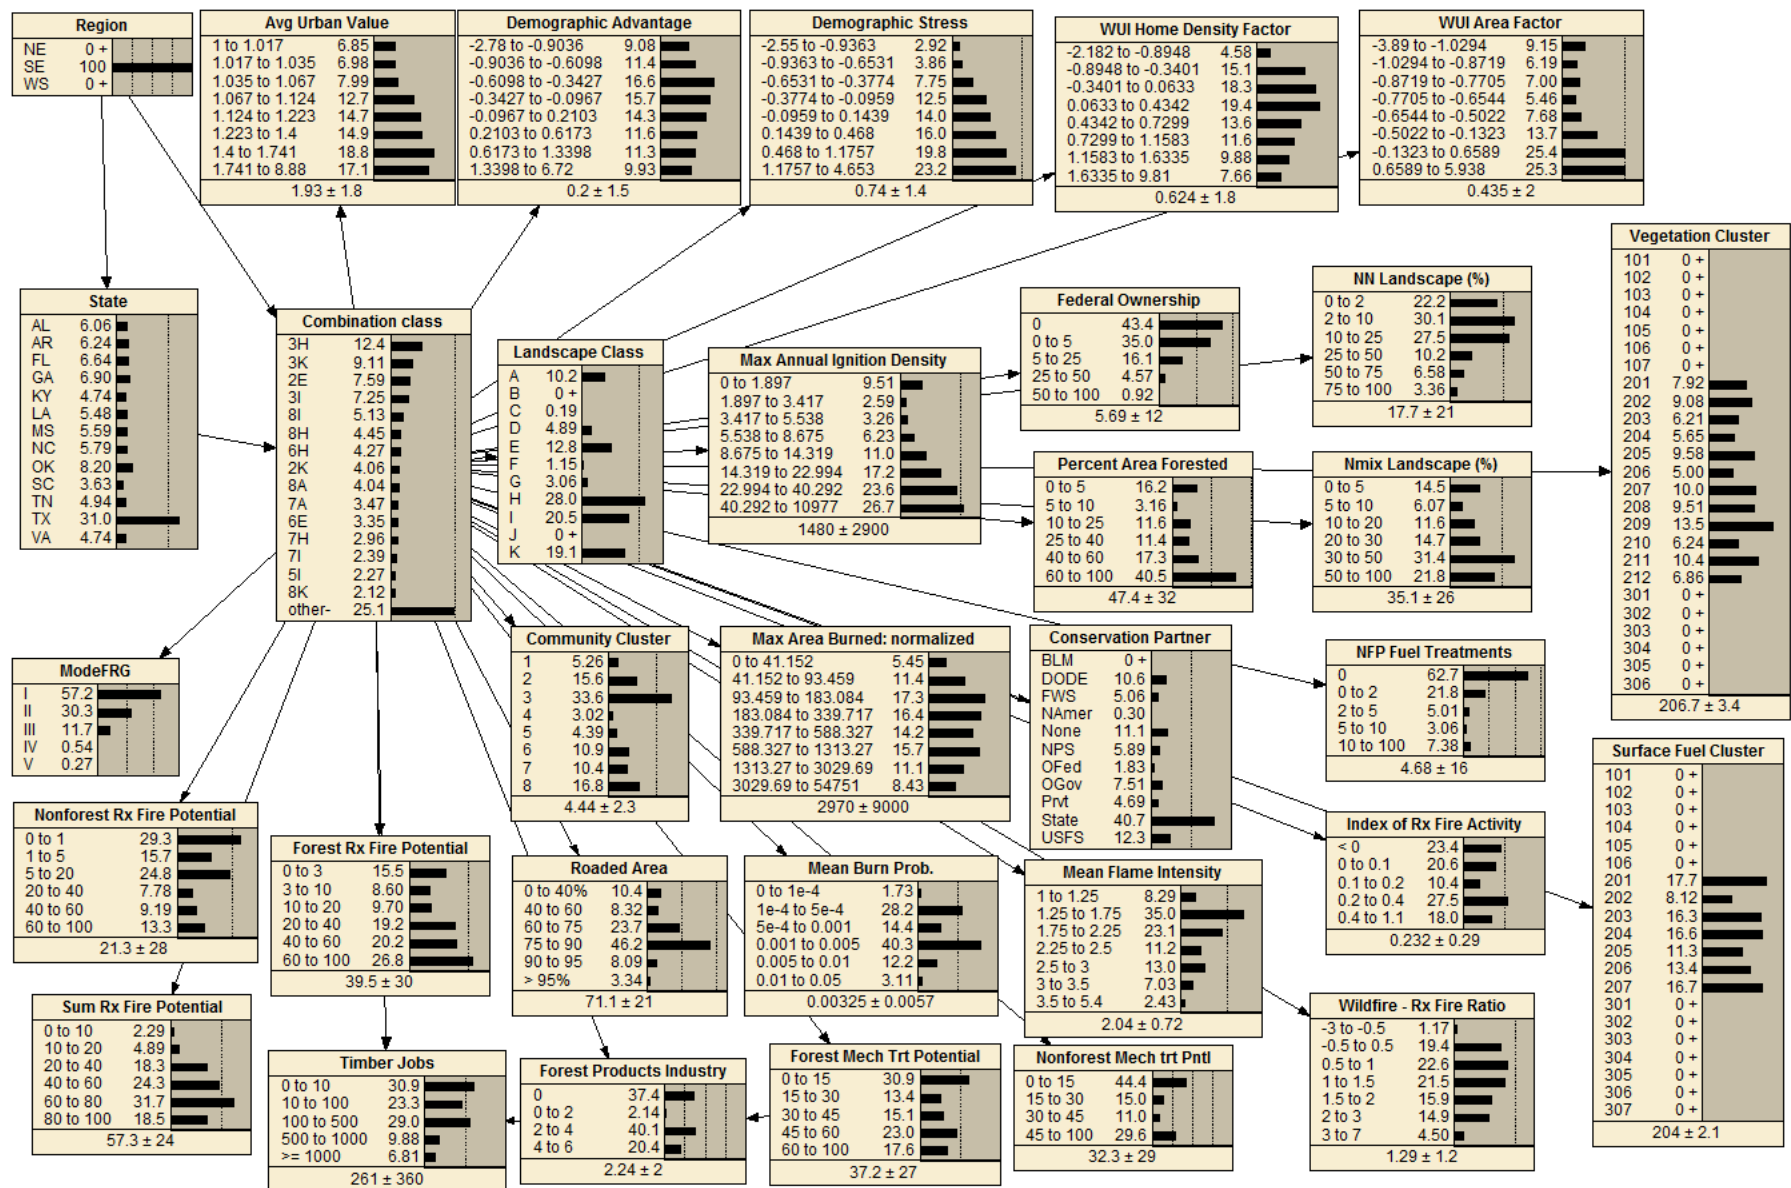 Region
NE 0 +
SE 100
WS 0 +
Avg Urban Value
1 to 1.017 6.85
1.017 to 1.035 6.98
1.035 to 1.067 7.99
1.067 to 1.124 12.7
1.124 to 1.223 14.7
1.223 to 1.4 14.9
1.4 to 1.741 18.8
1.741 to 8.88 17.1
1.93 ± 1.8
Demographic Advantage
-2.78 to -0.9036 9.08
-0.9036 to -0.6098 11.4
-0.6098 to -0.3427 16.6
-0.3427 to -0.0967 15.7
-0.0967 to 0.2103 14.3
0.2103 to 0.6173 11.6
0.6173 to 1.3398 11.3
1.3398 to 6.72 9.93
0.2 ± 1.5
Demographic Stress
-2.55 to -0.9363 2.92
-0.9363 to -0.6531 3.86
-0.6531 to -0.3774 7.75
-0.3774 to -0.0959 12.5
-0.0959 to 0.1439 14.0
0.1439 to 0.468 16.0
0.468 to 1.1757 19.8
1.1757 to 4.653 23.2
0.74 ± 1.4
WUI Home Density Factor
-2.182 to -0.8948 4.58
-0.8948 to -0.3401 15.1
-0.3401 to 0.0633 18.3
0.0633 to 0.4342 19.4
0.4342 to 0.7299 13.6
0.7299 to 1.1583 11.6
1.1583 to 1.6335 9.88
1.6335 to 9.81 7.66
0.624 ± 1.8
WUI Area Factor
-3.89 to -1.0294 9.15
-1.0294 to -0.8719 6.19
-0.8719 to -0.7705 7.00
-0.7705 to -0.6544 5.46
-0.6544 to -0.5022 7.68
-0.5022 to -0.1323 13.7
-0.1323 to 0.6589 25.4
0.6589 to 5.938 25.3
0.435 ± 2
State
AL 6.06
AR 6.24
FL 6.64
GA 6.90
KY 4.74
LA 5.48
MS 5.59
NC 5.79
OK 8.20
SC 3.63
TN 4.94
TX 31.0
VA 4.74
Combination class
3H 12.4
3K 9.11
2E 7.59
3I 7.25
8I 5.13
8H 4.45
6H 4.27
2K 4.06
8A 4.04
7A 3.47
6E 3.35
7H 2.96
7I 2.39
5I 2.27
8K 2.12
other- 25.1
Landscape Class
A 10.2
B 0 +
C 0.19
D 4.89
E 12.8
F 1.15
G 3.06
H 28.0
I 20.5
J 0 +
K 19.1
Max Annual Ignition Density
0 to 1.897 9.51
1.897 to 3.417 2.59
3.417 to 5.538 3.26
5.538 to 8.675 6.23
8.675 to 14.319 11.0
14.319 to 22.994 17.2
22.994 to 40.292 23.6
40.292 to 10977 26.7
1480 ± 2900
Federal Ownership
0 43.4
0 to 5 35.0
5 to 25 16.1
25 to 50 4.57
50 to 100 0.92
5.69 ± 12
NN Landscape (%)
0 to 2 22.2
2 to 10 30.1
10 to 25 27.5
25 to 50 10.2
50 to 75 6.58
75 to 100 3.36
17.7 ± 21
Vegetation Cluster
101 0 +
102 0 +
103 0 +
104 0 +
105 0 +
106 0 +
107 0 +
201 7.92
202 9.08
203 6.21
204 5.65
205 9.58
206 5.00
207 10.0
208 9.51
209 13.5
210 6.24
211 10.4
212 6.86
301 0 +
302 0 +
303 0 +
304 0 +
305 0 +
306 0 +
206.7 ± 3.4
Percent Area Forested
0 to 5 16.2
5 to 10 3.16
10 to 25 11.6
25 to 40 11.4
40 to 60 17.3
60 to 100 40.5
47.4 ± 32
Nmix Landscape (%)
0 to 5 14.5
5 to 10 6.07
10 to 20 11.6
20 to 30 14.7
30 to 50 31.4
50 to 100 21.8
35.1 ± 26
ModeFRG
I 57.2
II 30.3
III 11.7
IV 0.54
V 0.27
Community Cluster
1 5.26
2 15.6
3 33.6
4 3.02
5 4.39
6 10.9
7 10.4
8 16.8
4.44 ± 2.3
Max Area Burned: normalized
0 to 41.152 5.45
41.152 to 93.459 11.4
93.459 to 183.084 17.3
183.084 to 339.717 16.4
339.717 to 588.327 14.2
588.327 to 1313.27 15.7
1313.27 to 3029.69 11.1
3029.69 to 54751 8.43
2970 ± 9000
Conservation Partner
BLM 0 +
DODE 10.6
FWS 5.06
NAmer 0.30
None 11.1
NPS 5.89
OFed 1.83
OGov 7.51
Prvt 4.69
State 40.7
USFS 12.3
NFP Fuel Treatments
0 62.7
0 to 2 21.8
2 to 5 5.01
5 to 10 3.06
10 to 100 7.38
4.68 ± 16
Surface Fuel Cluster
101 0 +
102 0 +
103 0 +
104 0 +
105 0 +
106 0 +
201 17.7
202 8.12
203 16.3
204 16.6
205 11.3
206 13.4
207 16.7
301 0 +
302 0 +
303 0 +
304 0 +
305 0 +
306 0 +
307 0 +
204 ± 2.1
Nonforest Rx Fire Potential
0 to 1 29.3
1 to 5 15.7
5 to 20 24.8
20 to 40 7.78
40 to 60 9.19
60 to 100 13.3
21.3 ± 28
Forest Rx Fire Potential
0 to 3 15.5
3 to 10 8.60
10 to 20 9.70
20 to 40 19.2
40 to 60 20.2
60 to 100 26.8
39.5 ± 30
Roaded Area
0 to 40% 10.4
40 to 60 8.32
60 to 75 23.7
75 to 90 46.2
90 to 95 8.09
> 95% 3.34
71.1 ± 21
Mean Burn Prob.
0 to 1e-4 1.73
1e-4 to 5e-4 28.2
5e-4 to 0.001 14.4
0.001 to 0.005 40.3
0.005 to 0.01 12.2
0.01 to 0.05 3.11
0.00325 ± 0.0057
Mean Flame Intensity
1 to 1.25 8.29
1.25 to 1.75 35.0
1.75 to 2.25 23.1
2.25 to 2.5 11.2
2.5 to 3 13.0
3 to 3.5 7.03
3.5 to 5.4 2.43
2.04 ± 0.72
Index of Rx Fire Activity
< 0 23.4
0 to 0.1 20.6
0.1 to 0.2 10.4
0.2 to 0.4 27.5
0.4 to 1.1 18.0
0.232 ± 0.29
Sum Rx Fire Potential
0 to 10 2.29
10 to 20 4.89
20 to 40 18.3
40 to 60 24.3
60 to 80 31.7
80 to 100 18.5
57.3 ± 24
Timber Jobs
0 to 10 30.9
10 to 100 23.3
100 to 500 29.0
500 to 1000 9.88
>= 1000 6.81
261 ± 360
Forest Products Industry
0 37.4
0 to 2 2.14
2 to 4 40.1
4 to 6 20.4
2.24 ± 2
Forest Mech Trt Potential
0 to 15 30.9
15 to 30 13.4
30 to 45 15.1
45 to 60 23.0
60 to 100 17.6
37.2 ± 27
Nonforest Mech trt Pntl
0 to 15 44.4
15 to 30 15.0
30 to 45 11.0
45 to 100 29.6
32.3 ± 29
Wildfire - Rx Fire Ratio
-3 to -0.5 1.17
-0.5 to 0.5 19.4
0.5 to 1 22.6
1 to 1.5 21.5
1.5 to 2 15.9
2 to 3 14.9
3 to 7 4.50
1.29 ± 1.2